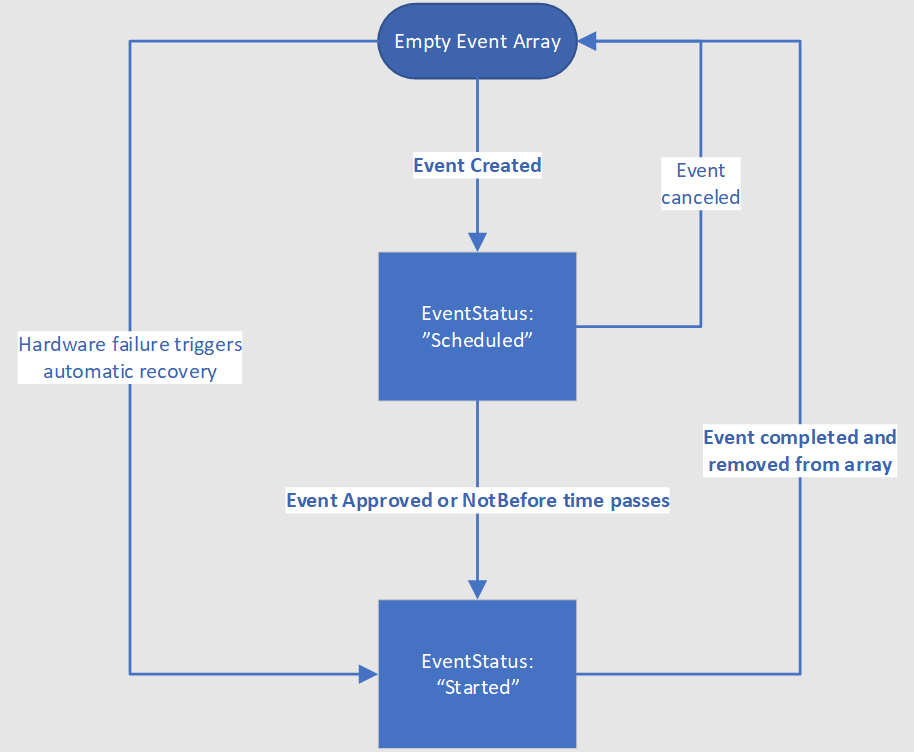 Empty Event Array
Event Created
Event
canceled
EventStatus:
”Scheduled”
Hardware failure triggers
automatic recovery
Event completed and
removed from array
Event Approved or NotBefore time passes
EventStatus:
“Started”